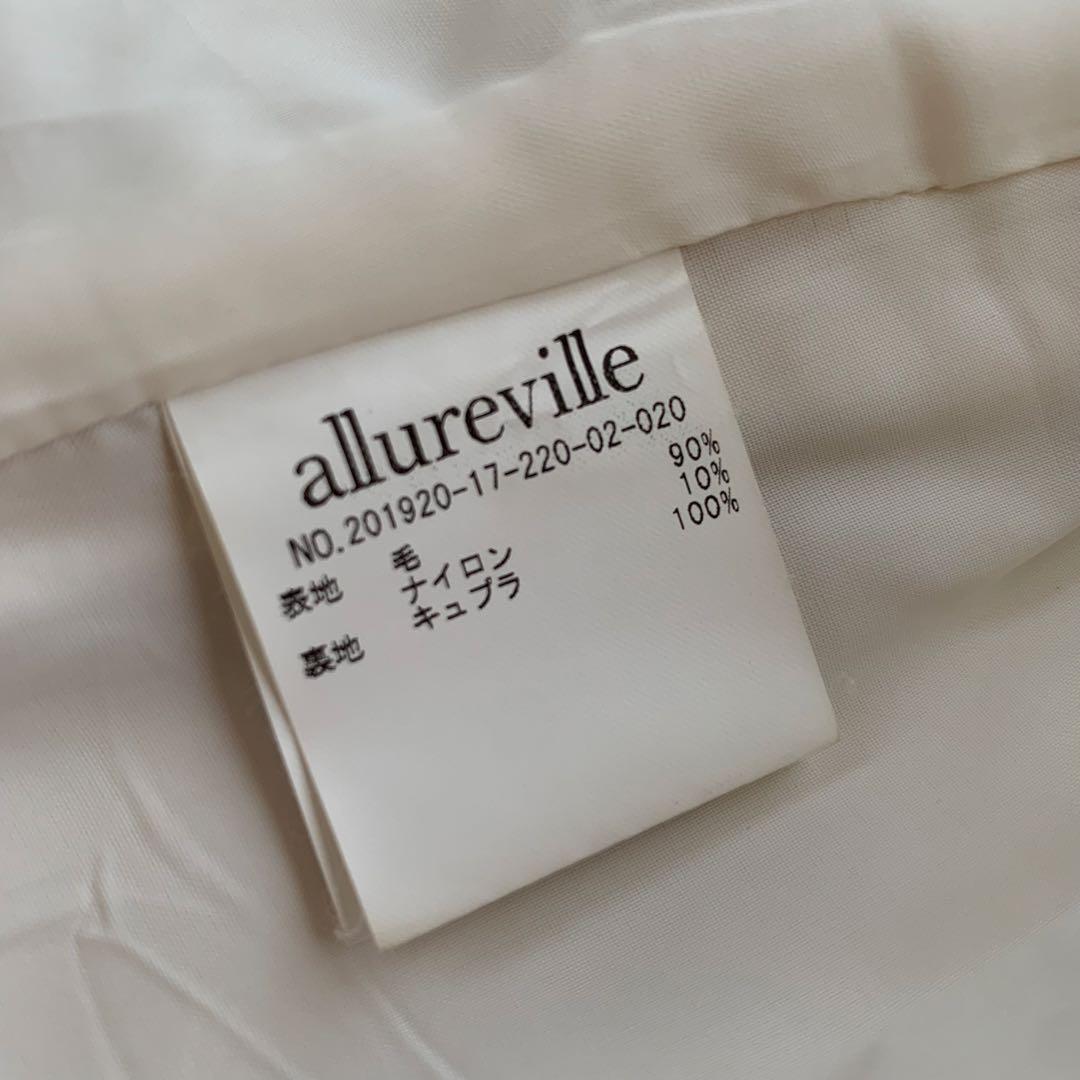 allureville
NO.201920-17-220-02-020
表地 毛 90%
ナイロン 10%
裏地 キュプラ 100%